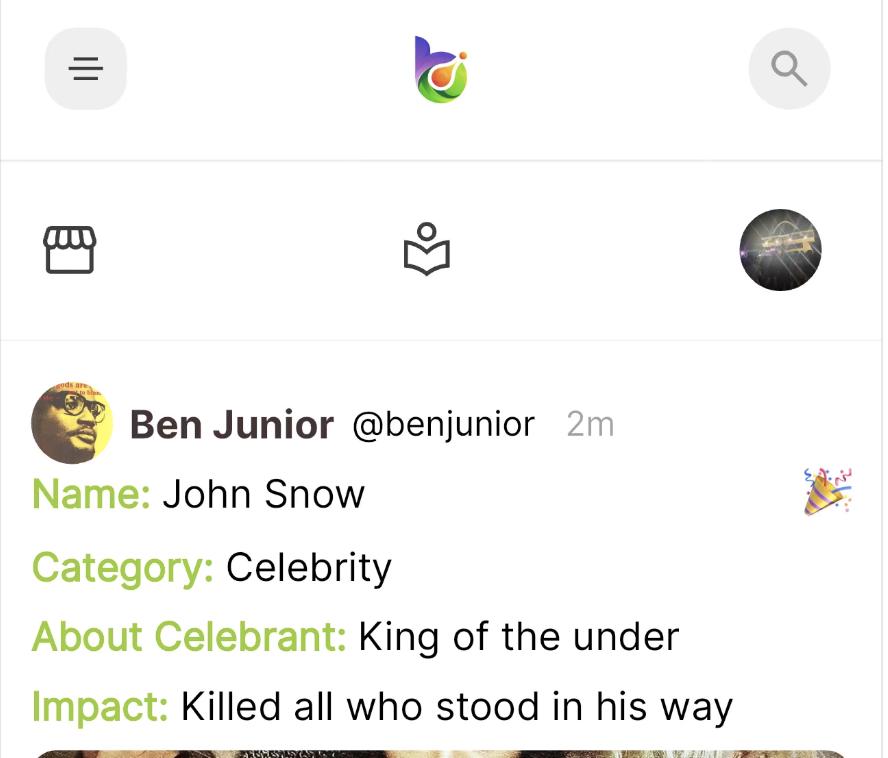 Ben Junior @benjunior 2m
Name: John Snow
Category: Celebrity
About Celebrant: King of the under
Impact: Killed all who stood in his way